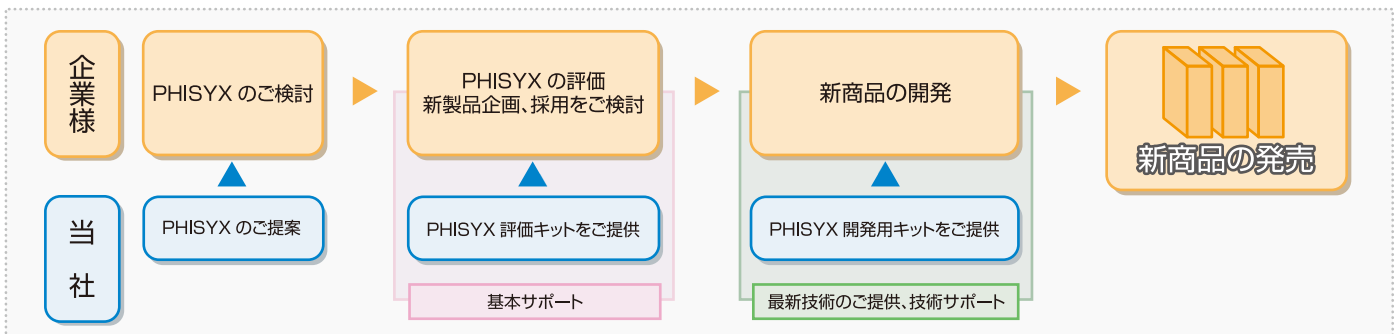 企業様
PHISYX のご検討
PHISYX の評価
新製品企画、採用をご検討
新商品の開発
新商品の発売
当社
PHISYX のご提案
PHISYX 評価キットをご提供
PHISYX 開発用キットをご提供
基本サポート
最新技術のご提供、技術サポート